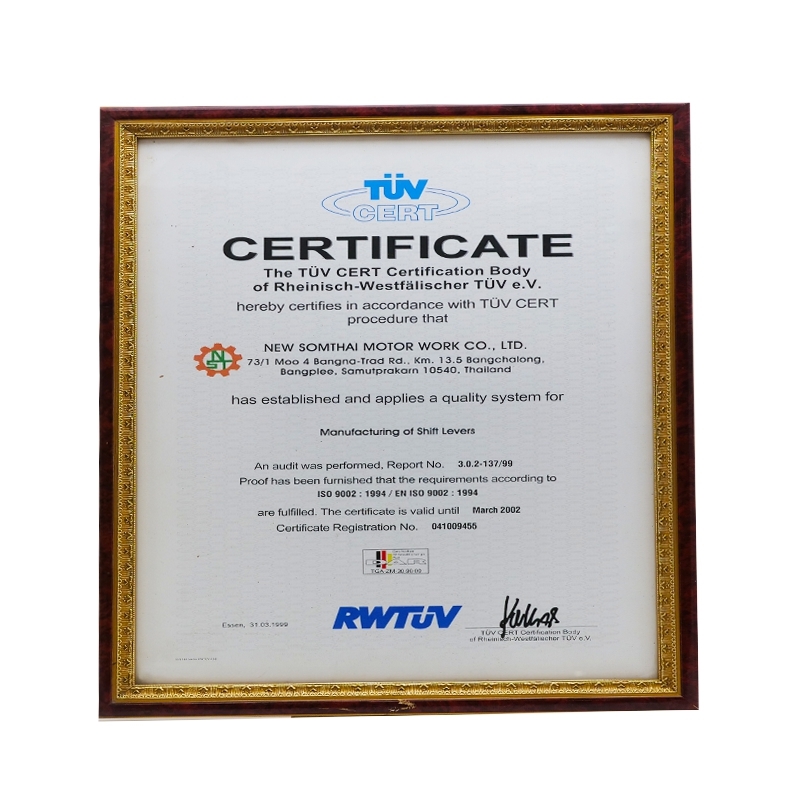 TÜV
CERT
CERTIFICATE
The TÜV CERT Certification Body
of Rheinisch-Westfälischer TÜV e.V.
hereby certifies in accordance with TÜV CERT
procedure that
NEW SOMTHAI MOTOR WORK CO., LTD.
73/1 Moo 4 Bangna-Trad Rd., Km. 13.5 Bangchalong,
Bangplee, Samutprakarn 10540, Thailand
has established and applies a quality system for
Manufacturing of Shift Levers
An audit was performed, Report No. 3.0.2-137/99
Proof has been furnished that the requirements according to
ISO 9002 : 1994 / EN ISO 9002 : 1994
are fulfilled. The certificate is valid until March 2002
Certificate Registration No. 041009455
Essen, 31.03.1999
RWTÜV
TÜV CERT Certification Body
of Rheinisch-Westfälischer TÜV e.V.